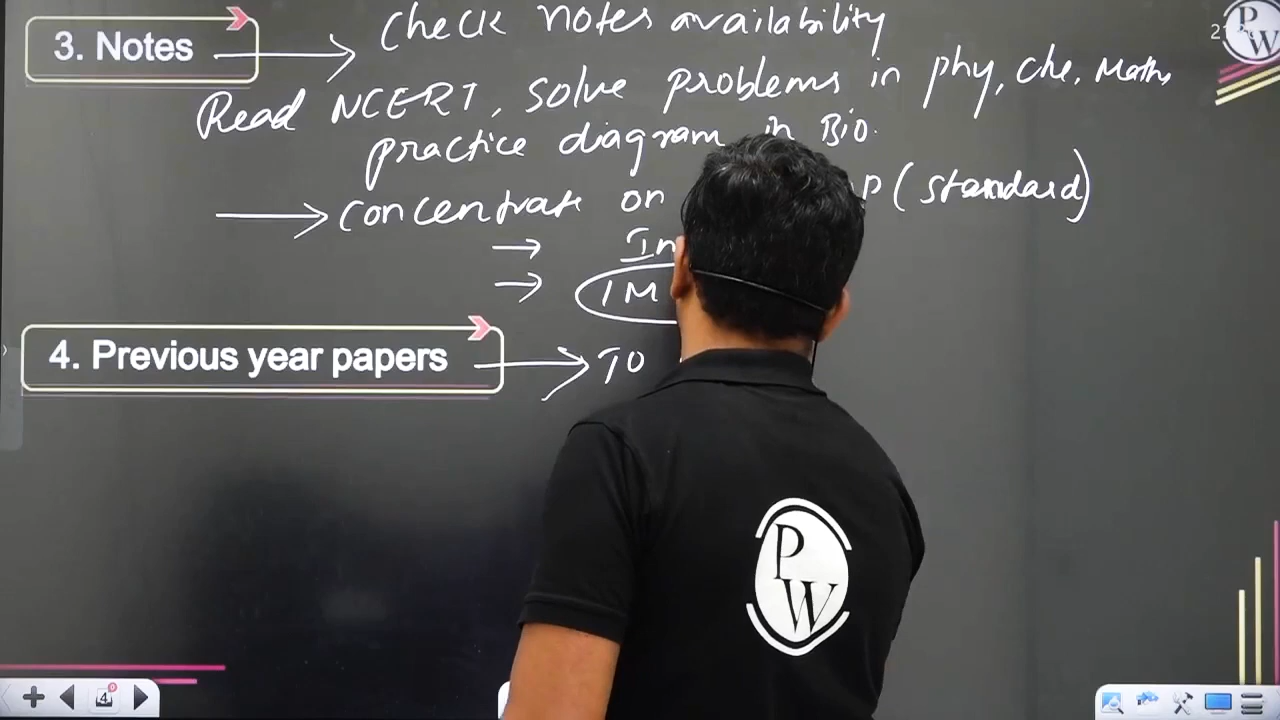 3. Notes
check notes availability
Read NCERT, solve problems in phy, che, Maths,
practice diagram in Bio.
concentrate on
(standard)
4. Previous year papers
TO
PW
PW